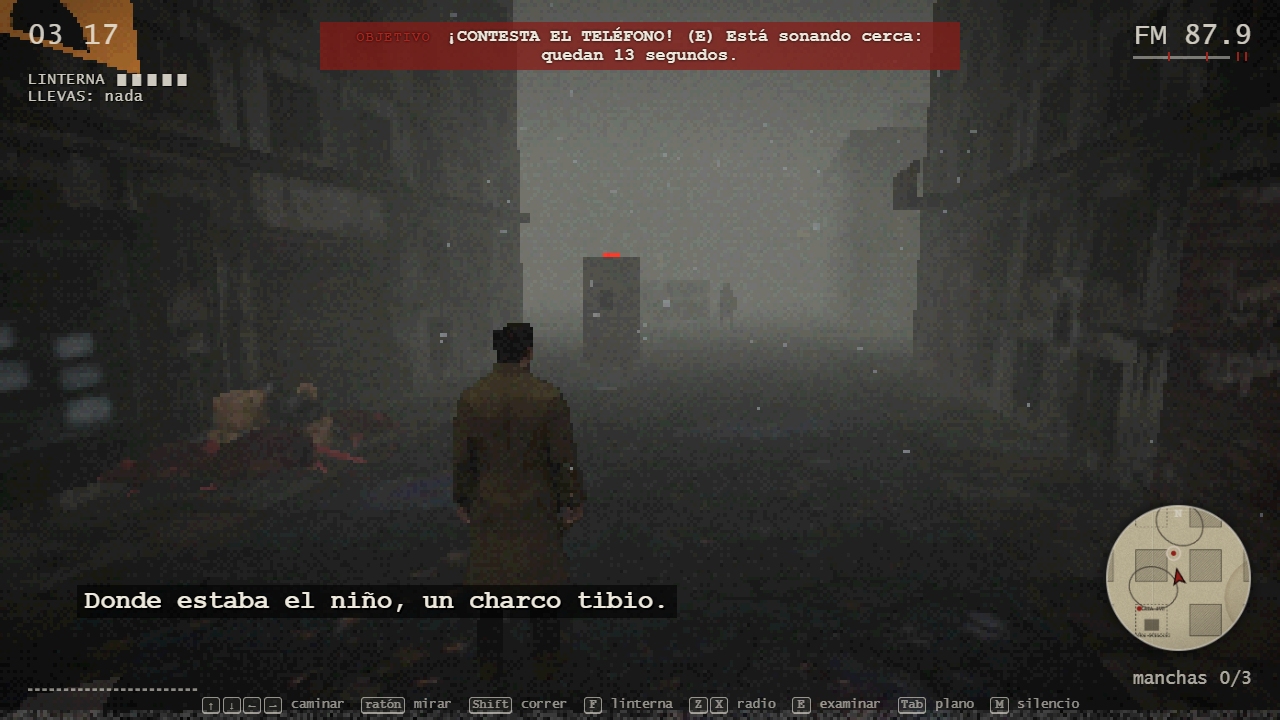 03 17
OBJETIVO ¡CONTESTA EL TELÉFONO! (E) Está sonando cerca:
quedan 13 segundos.
FM 87.9
LINTERNA
LLEVAS: nada
Donde estaba el niño, un charco tibio.
manchas 0/3
↑ ↓ ← → caminar ratón mirar Shift correr F linterna Z X radio E examinar Tab plano M silencio